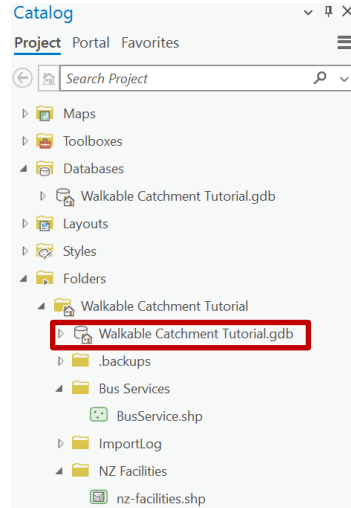 Catalog
Project Portal Favorites
Search Project
Maps
Toolboxes
Databases
Walkable Catchment Tutorial.gdb
Layouts
Styles
Folders
Walkable Catchment Tutorial
Walkable Catchment Tutorial.gdb
.backups
Bus Services
BusService.shp
ImportLog
NZ Facilities
nz-facilities.shp